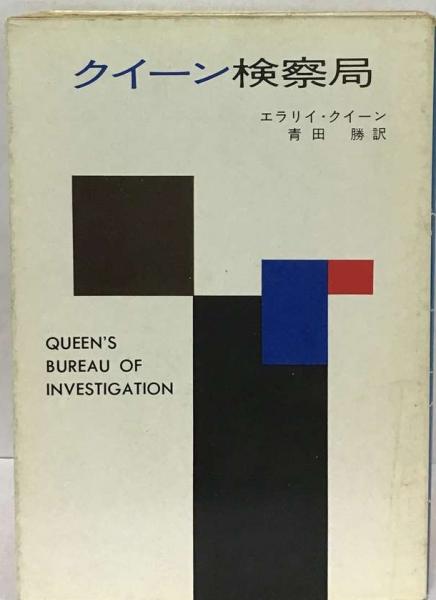 クイーン検察局
エラリイ・クイーン
青田 勝訳
QUEEN'S
BUREAU OF
INVESTIGATION